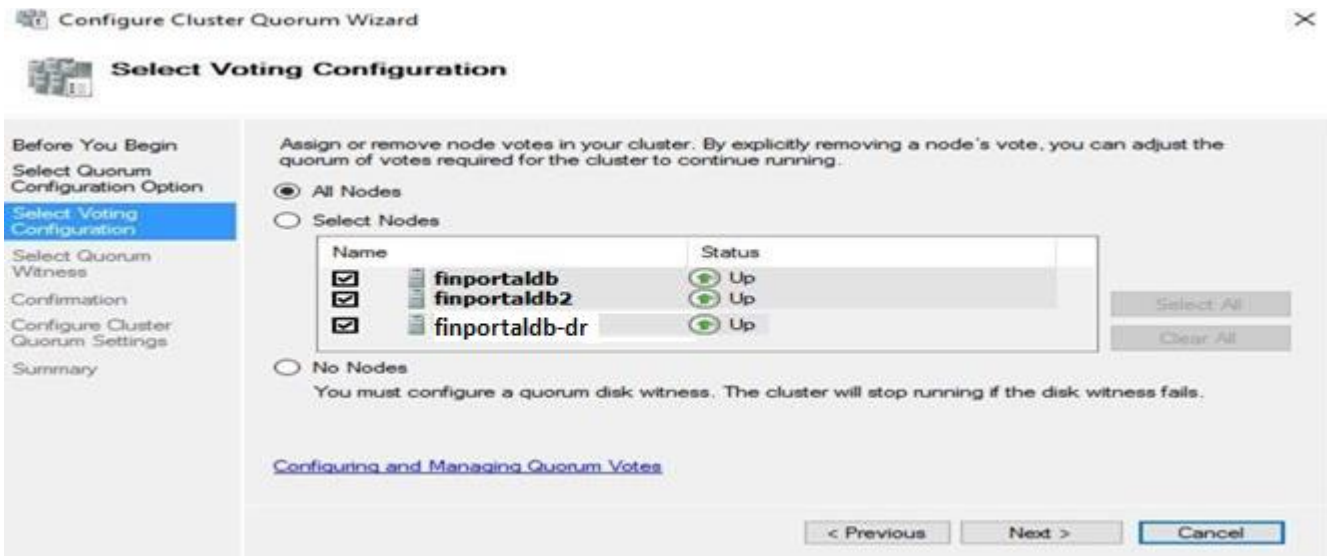 Configure Cluster Quorum Wizard
Select Voting Configuration
Before You Begin
Select Quorum
Configuration Option
Select Voting
Configuration
Select Quorum
Witness
Confirmation
Configure Cluster
Quorum Settings
Summary
Assign or remove node votes in your cluster. By explicitly removing a node's vote, you can adjust the
quorum of votes required for the cluster to continue running.
All Nodes
Select Nodes
Name Status
finportaldb Up
finportaldb2 Up
finportaldb-dr Up
Select All
Clear All
No Nodes
You must configure a quorum disk witness. The cluster will stop running if the disk witness fails.
Configuring and Managing Quorum Votes
< Previous Next > Cancel